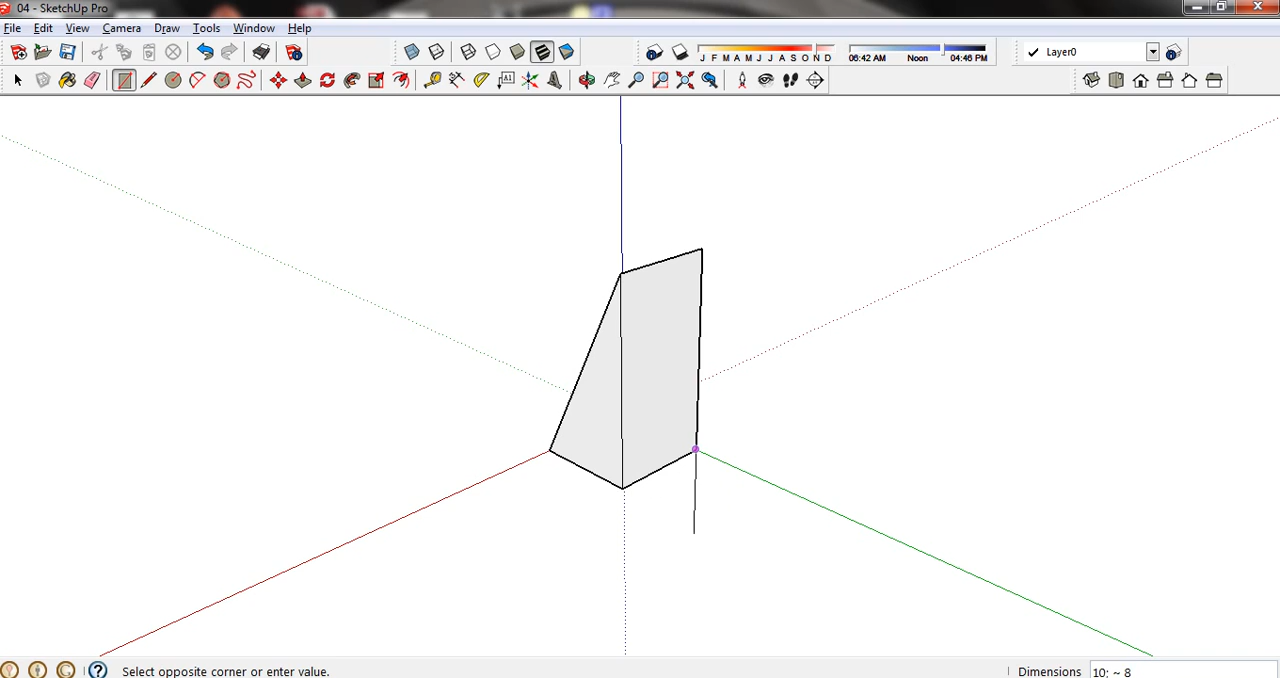 04 - SketchUp Pro
File Edit View Camera Draw Tools Window Help
J F M A M J J A S O N D
06:42 AM Noon 04:46 PM
Layer0
A1
Select opposite corner or enter value.
Dimensions 10; ~ 8